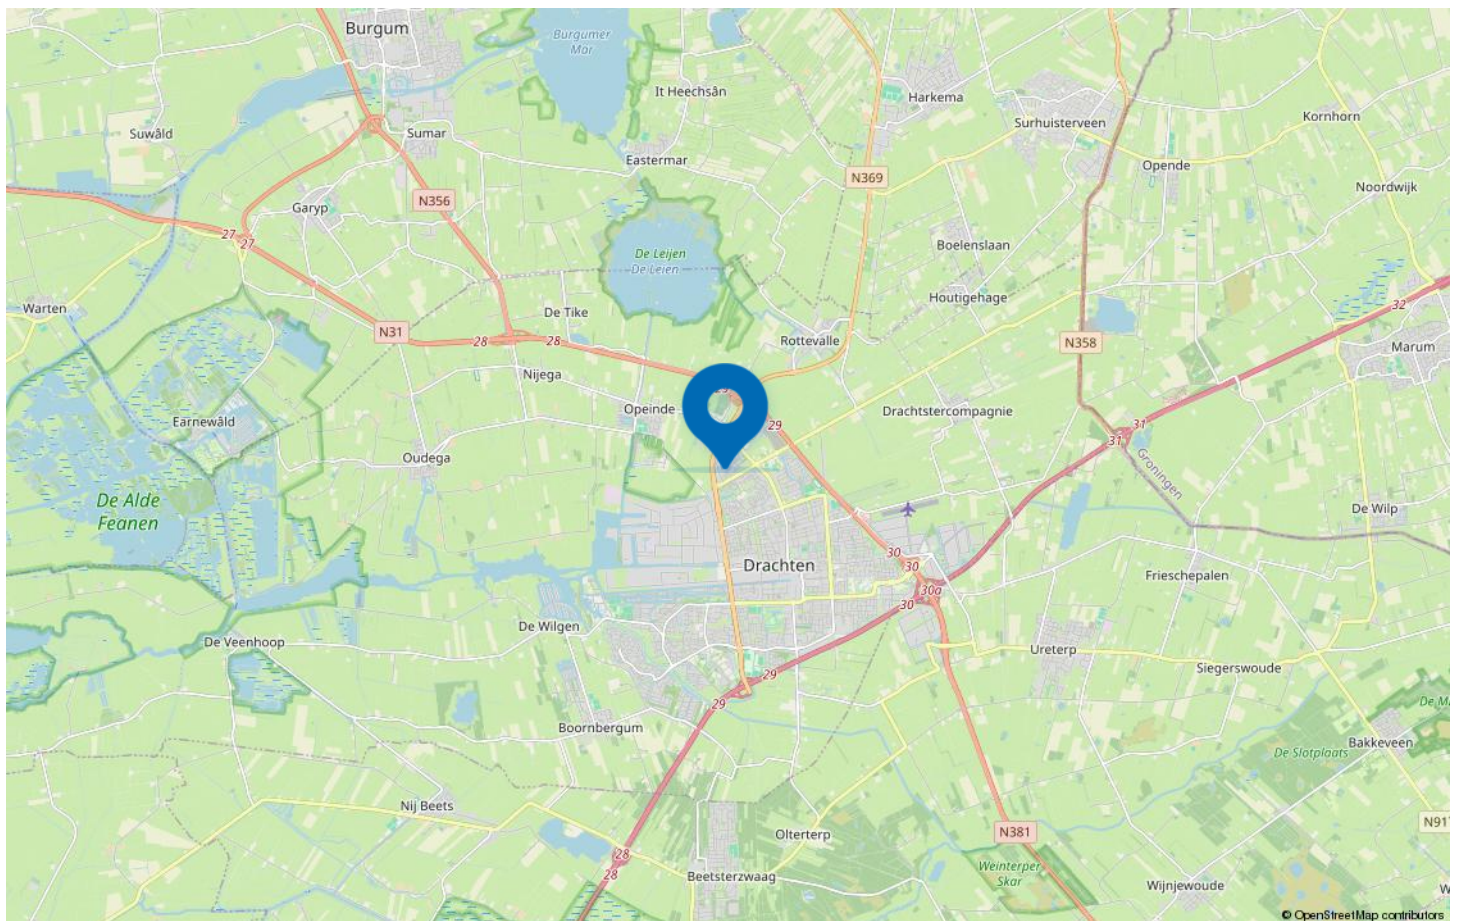 Burgum
Burgumer
Mar
It Heechsân
Harkema
Kornhorn
Surhuisterveen
Suwâld
Sumar
Eastermar
Opende
N369
Noordwijk
N356
Garyp
27
27
Boelenslaan
De Leijen
De Leien
Houtigehage
32
Warten
De Tike
N31
28
28
Rottevalle
N358
Marum
Nijega
29
Opeinde
Drachtstercompagnie
Earnewâld
29
31
31
Oudega
Groningen
De Alde
Feanen
De Wilp
Drachten
30
30
Frieschepalen
30a
30
De Wilgen
De Veenhoop
Ureterp
Siegerswoude
29
29
Boornbergum
De M
Bakkeveen
De Slotplaats
Nij Beets
Olterterp
N381
N917
28
28
Beetsterzwaag
Weinterper
Skar
Wijnjewoude
W
© OpenStreetMap contributors